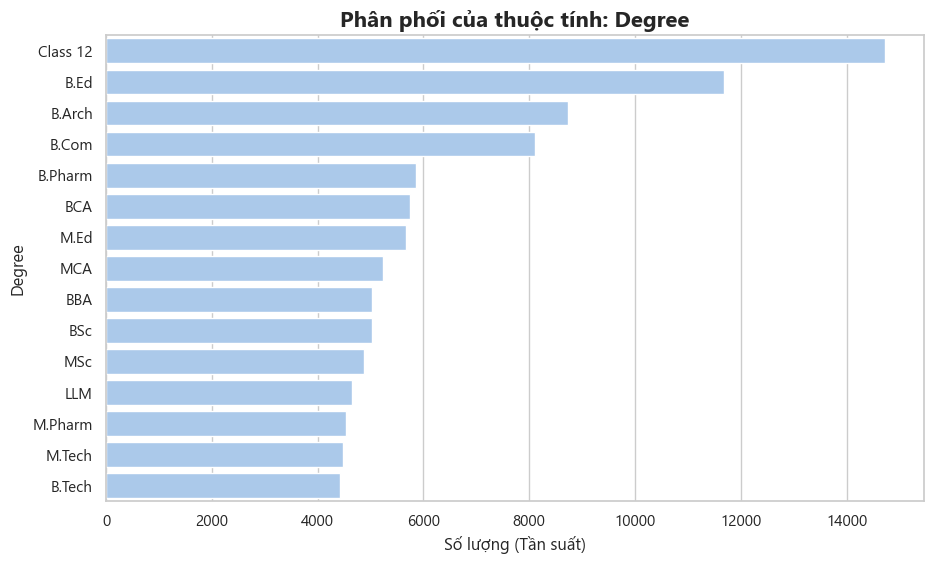 Phân phối của thuộc tính: Degree
Class 12
B.Ed
B.Arch
B.Com
B.Pharm
BCA
M.Ed
MCA
BBA
BSc
MSc
LLM
M.Pharm
M.Tech
B.Tech
Degree
0 2000 4000 6000 8000 10000 12000 14000
Số lượng (Tần suất)